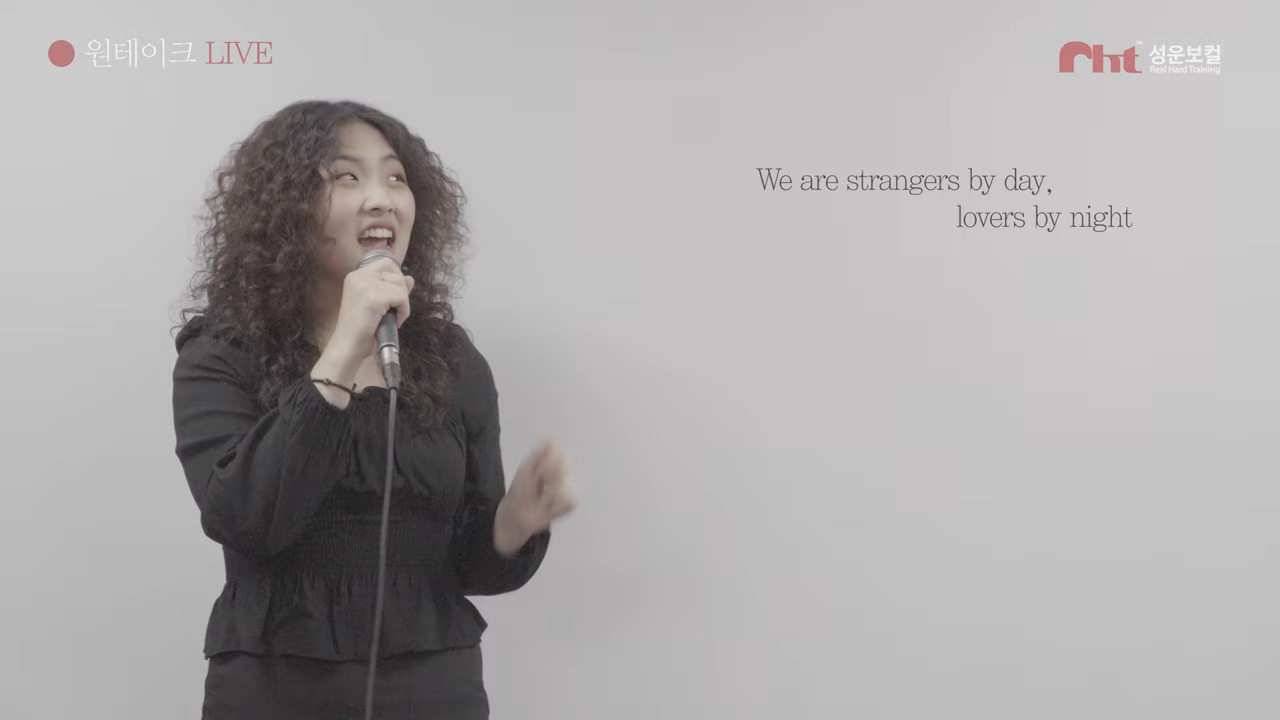 원테이크 LIVE
rht™ 성운보컬
Real Hard Training
We are strangers by day,
lovers by night